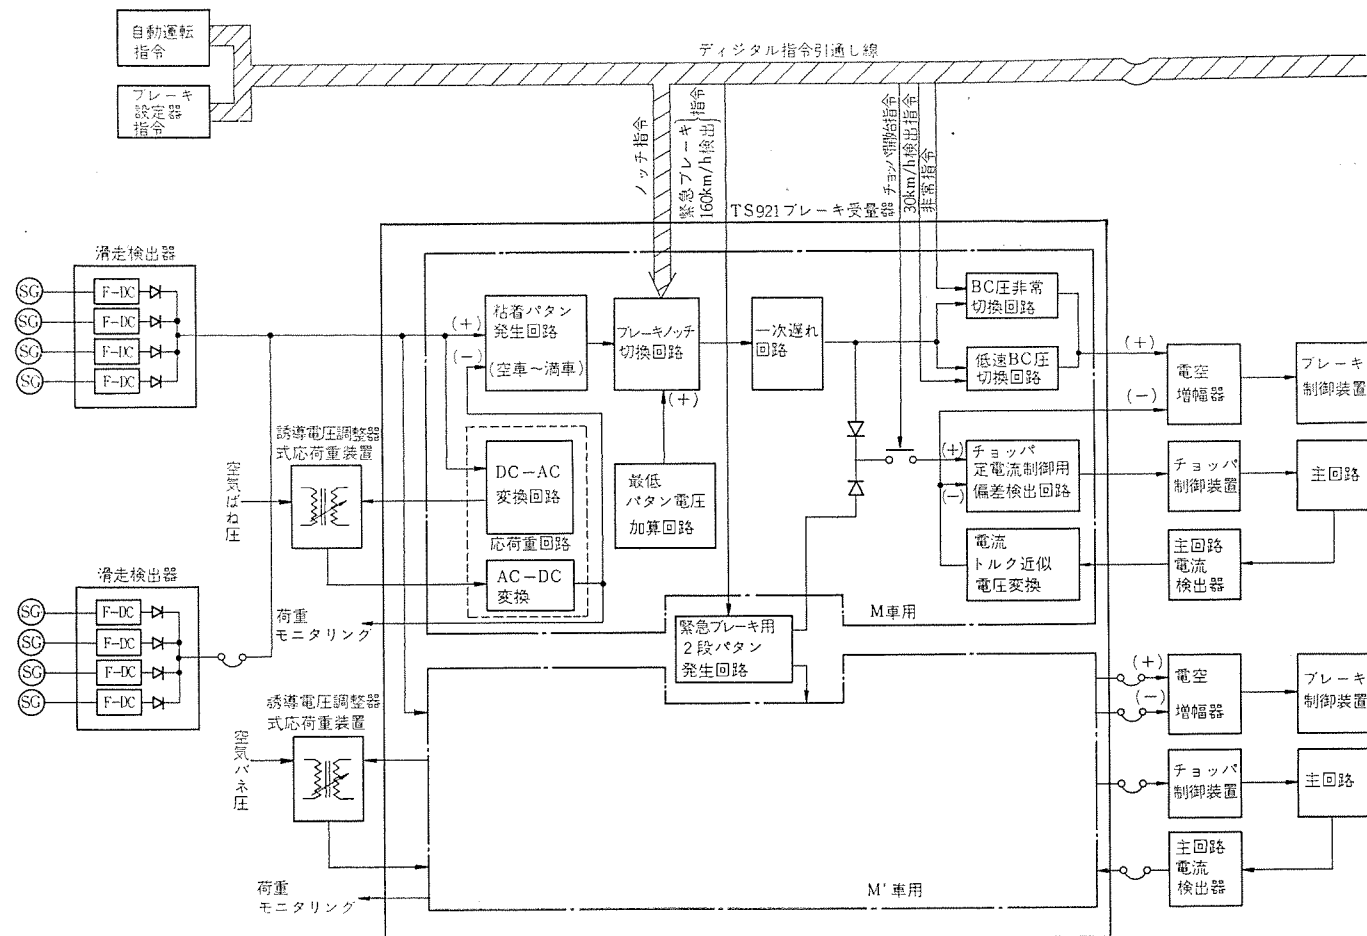 自動運転
指令
ブレーキ
設定器
指令
ディジタル指令引通し線
ノッチ指令
緊急ブレーキ
160km/h検出
指令
チョッパ開始指令
30km/h検出指令
非常指令
TS921ブレーキ受量器
滑走検出器
SG
F-DC
SG
F-DC
SG
F-DC
SG
F-DC
(+)
(-)
粘着パタン
発生回路
(空車〜満車)
ブレーキノッチ
切換回路
(+)
一次遅れ
回路
BC圧非常
切換回路
低速BC圧
切換回路
(+)
(-)
電空
増幅器
ブレーキ
制御装置
誘導電圧調整器
式応荷重装置
空気ばね圧
DC-AC
変換回路
応荷重回路
AC-DC
変換
最低
パタン電圧
加算回路
(+)
(-)
チョッパ
定電流制御用
偏差検出回路
チョッパ
制御装置
主回路
電流
トルク近似
電圧変換
主回路
電流
検出器
M車用
荷重
モニタリング
滑走検出器
SG
F-DC
SG
F-DC
SG
F-DC
SG
F-DC
緊急ブレーキ用
2段パタン
発生回路
(+)
(-)
電空
増幅器
ブレーキ
制御装置
誘導電圧調整器
式応荷重装置
空気バネ圧
チョッパ
制御装置
主回路
主回路
電流
検出器
荷重
モニタリング
M'車用